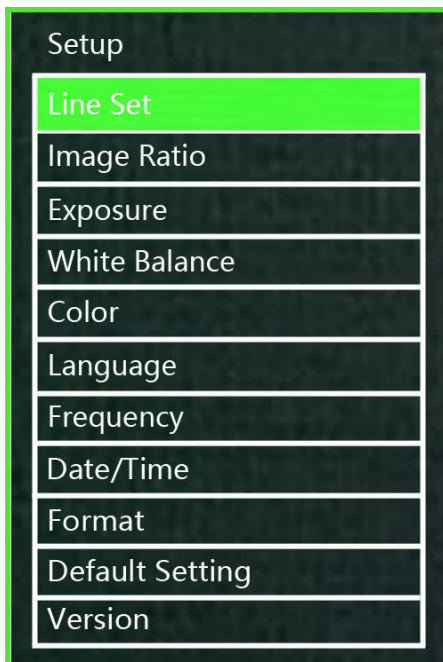 Setup
Line Set
Image Ratio
Exposure
White Balance
Color
Language
Frequency
Date/Time
Format
Default Setting
Version